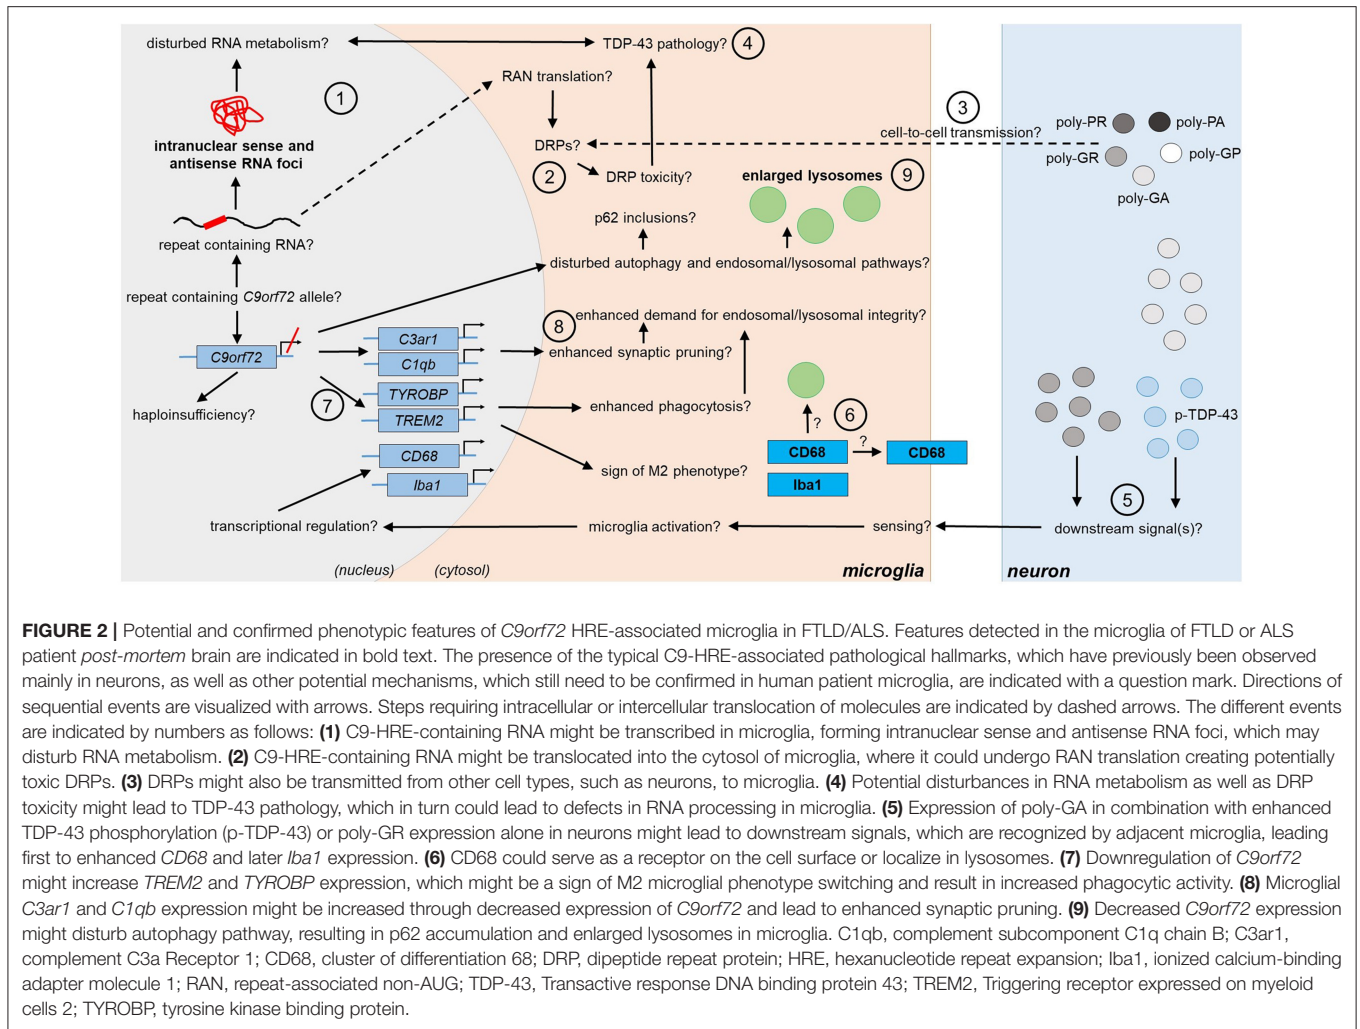 disturbed RNA metabolism?
TDP-43 pathology?
4
RAN translation?
1
3
cell-to-cell transmission?
poly-PR
poly-PA
poly-GR
poly-GP
poly-GA
intranuclear sense and
antisense RNA foci
DRPs?
2
DRP toxicity?
enlarged lysosomes
9
p62 inclusions?
repeat containing RNA?
disturbed autophagy and endosomal/lysosomal pathways?
repeat containing C9orf72 allele?
enhanced demand for endosomal/lysosomal integrity?
8
C3ar1
C9orf72
C1qb
enhanced synaptic pruning?
TYROBP
7
TREM2
haploinsufficiency?
enhanced phagocytosis?
6
?
?
p-TDP-43
CD68
CD68
CD68
Iba1
Iba1
sign of M2 phenotype?
5
transcriptional regulation?
microglia activation?
sensing?
downstream signal(s)?
(nucleus)
(cytosol)
microglia
neuron
FIGURE 2 | Potential and confirmed phenotypic features of C9orf72 HRE-associated microglia in FTLD/ALS. Features detected in the microglia of FTLD or ALS
patient post-mortem brain are indicated in bold text. The presence of the typical C9-HRE-associated pathological hallmarks, which have previously been observed
mainly in neurons, as well as other potential mechanisms, which still need to be confirmed in human patient microglia, are indicated with a question mark. Directions of
sequential events are visualized with arrows. Steps requiring intracellular or intercellular translocation of molecules are indicated by dashed arrows. The different events
are indicated by numbers as follows: (1) C9-HRE-containing RNA might be transcribed in microglia, forming intranuclear sense and antisense RNA foci, which may
disturb RNA metabolism. (2) C9-HRE-containing RNA might be translocated into the cytosol of microglia, where it could undergo RAN translation creating potentially
toxic DRPs. (3) DRPs might also be transmitted from other cell types, such as neurons, to microglia. (4) Potential disturbances in RNA metabolism as well as DRP
toxicity might lead to TDP-43 pathology, which in turn could lead to defects in RNA processing in microglia. (5) Expression of poly-GA in combination with enhanced
TDP-43 phosphorylation (p-TDP-43) or poly-GR expression alone in neurons might lead to downstream signals, which are recognized by adjacent microglia, leading
first to enhanced CD68 and later Iba1 expression. (6) CD68 could serve as a receptor on the cell surface or localize in lysosomes. (7) Downregulation of C9orf72
might increase TREM2 and TYROBP expression, which might be a sign of M2 microglial phenotype switching and result in increased phagocytic activity. (8) Microglial
C3ar1 and C1qb expression might be increased through decreased expression of C9orf72 and lead to enhanced synaptic pruning. (9) Decreased C9orf72 expression
might disturb autophagy pathway, resulting in p62 accumulation and enlarged lysosomes in microglia. C1qb, complement subcomponent C1q chain B; C3ar1,
complement C3a Receptor 1; CD68, cluster of differentiation 68; DRP, dipeptide repeat protein; HRE, hexanucleotide repeat expansion; Iba1, ionized calcium-binding
adapter molecule 1; RAN, repeat-associated non-AUG; TDP-43, Transactive response DNA binding protein 43; TREM2, Triggering receptor expressed on myeloid
cells 2; TYROBP, tyrosine kinase binding protein.